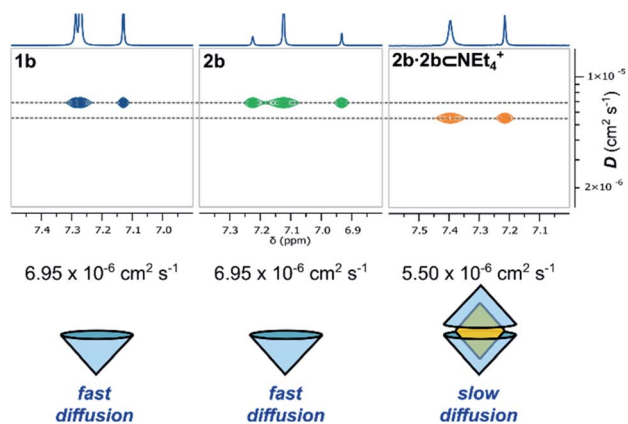 1b
2b
2b·2b⊂NEt₄⁺
1×10⁻⁵
D (cm² s⁻¹)
2×10⁻⁶
7.4 7.3 7.2 7.1 7.0
7.3 7.2 7.1 7.0 6.9
7.5 7.4 7.3 7.2 7.1
δ (ppm)
6.95 x 10⁻⁶ cm² s⁻¹
6.95 x 10⁻⁶ cm² s⁻¹
5.50 x 10⁻⁶ cm² s⁻¹
fast
diffusion
fast
diffusion
slow
diffusion